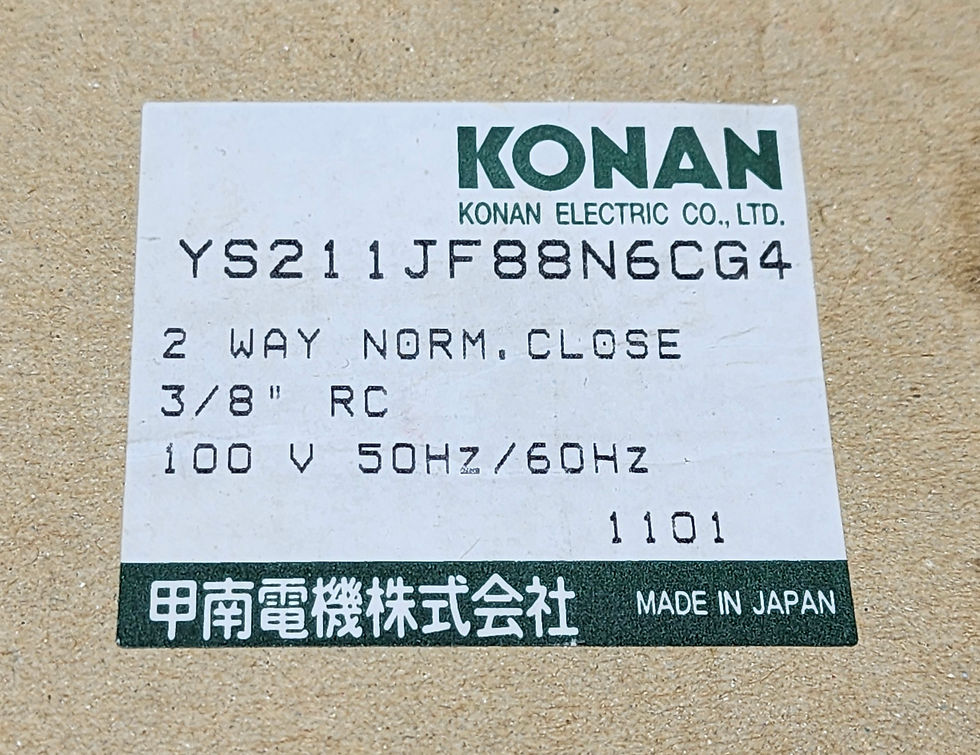 KONAN
KONAN ELECTRIC CO., LTD.
YS211JF88N6CG4
2 WAY NORM. CLOSE
3/8" RC
100 V 50Hz/60Hz
1101
甲南電機株式会社 MADE IN JAPAN